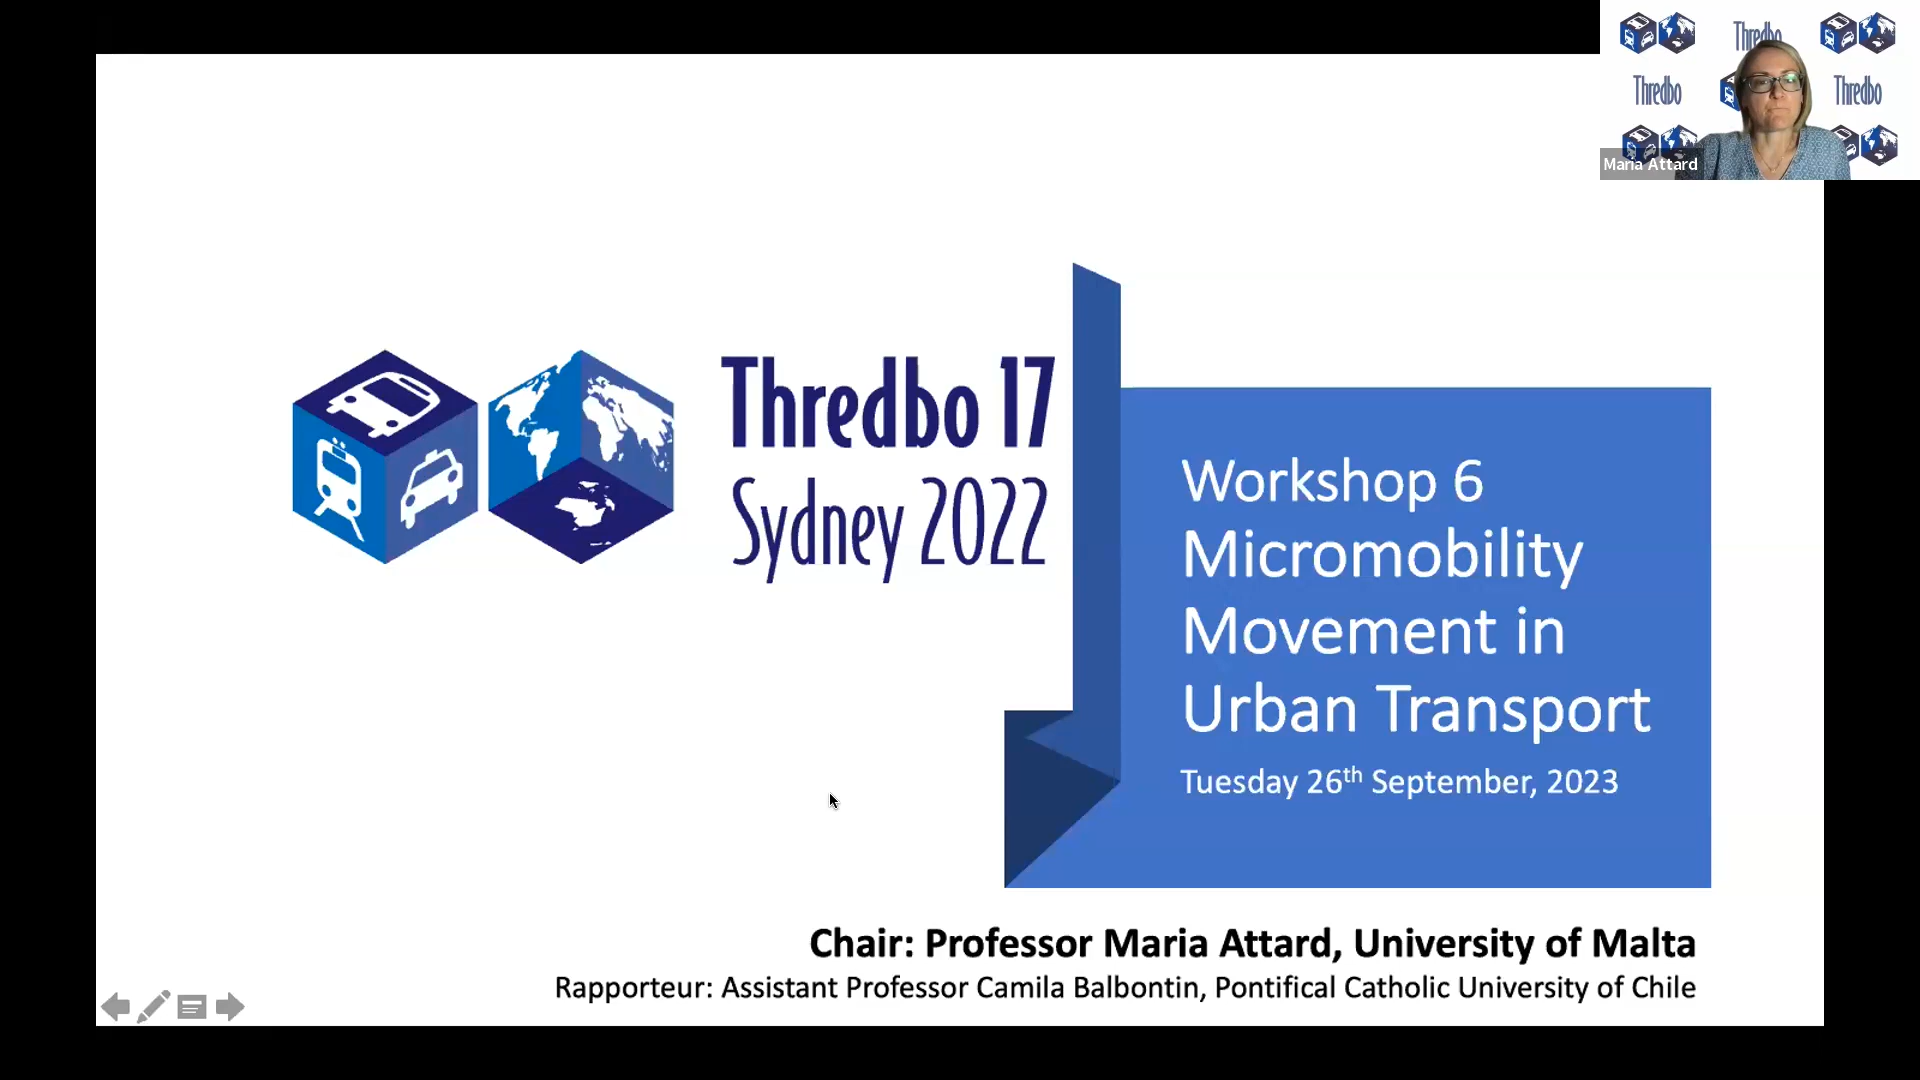 Thredbo
Thredbo
Thredbo
Maria Attard
Thredbo 17
Sydney 2022
Workshop 6
Micromobility
Movement in
Urban Transport
Tuesday 26th September, 2023
Chair: Professor Maria Attard, University of Malta
Rapporteur: Assistant Professor Camila Balbontin, Pontifical Catholic University of Chile